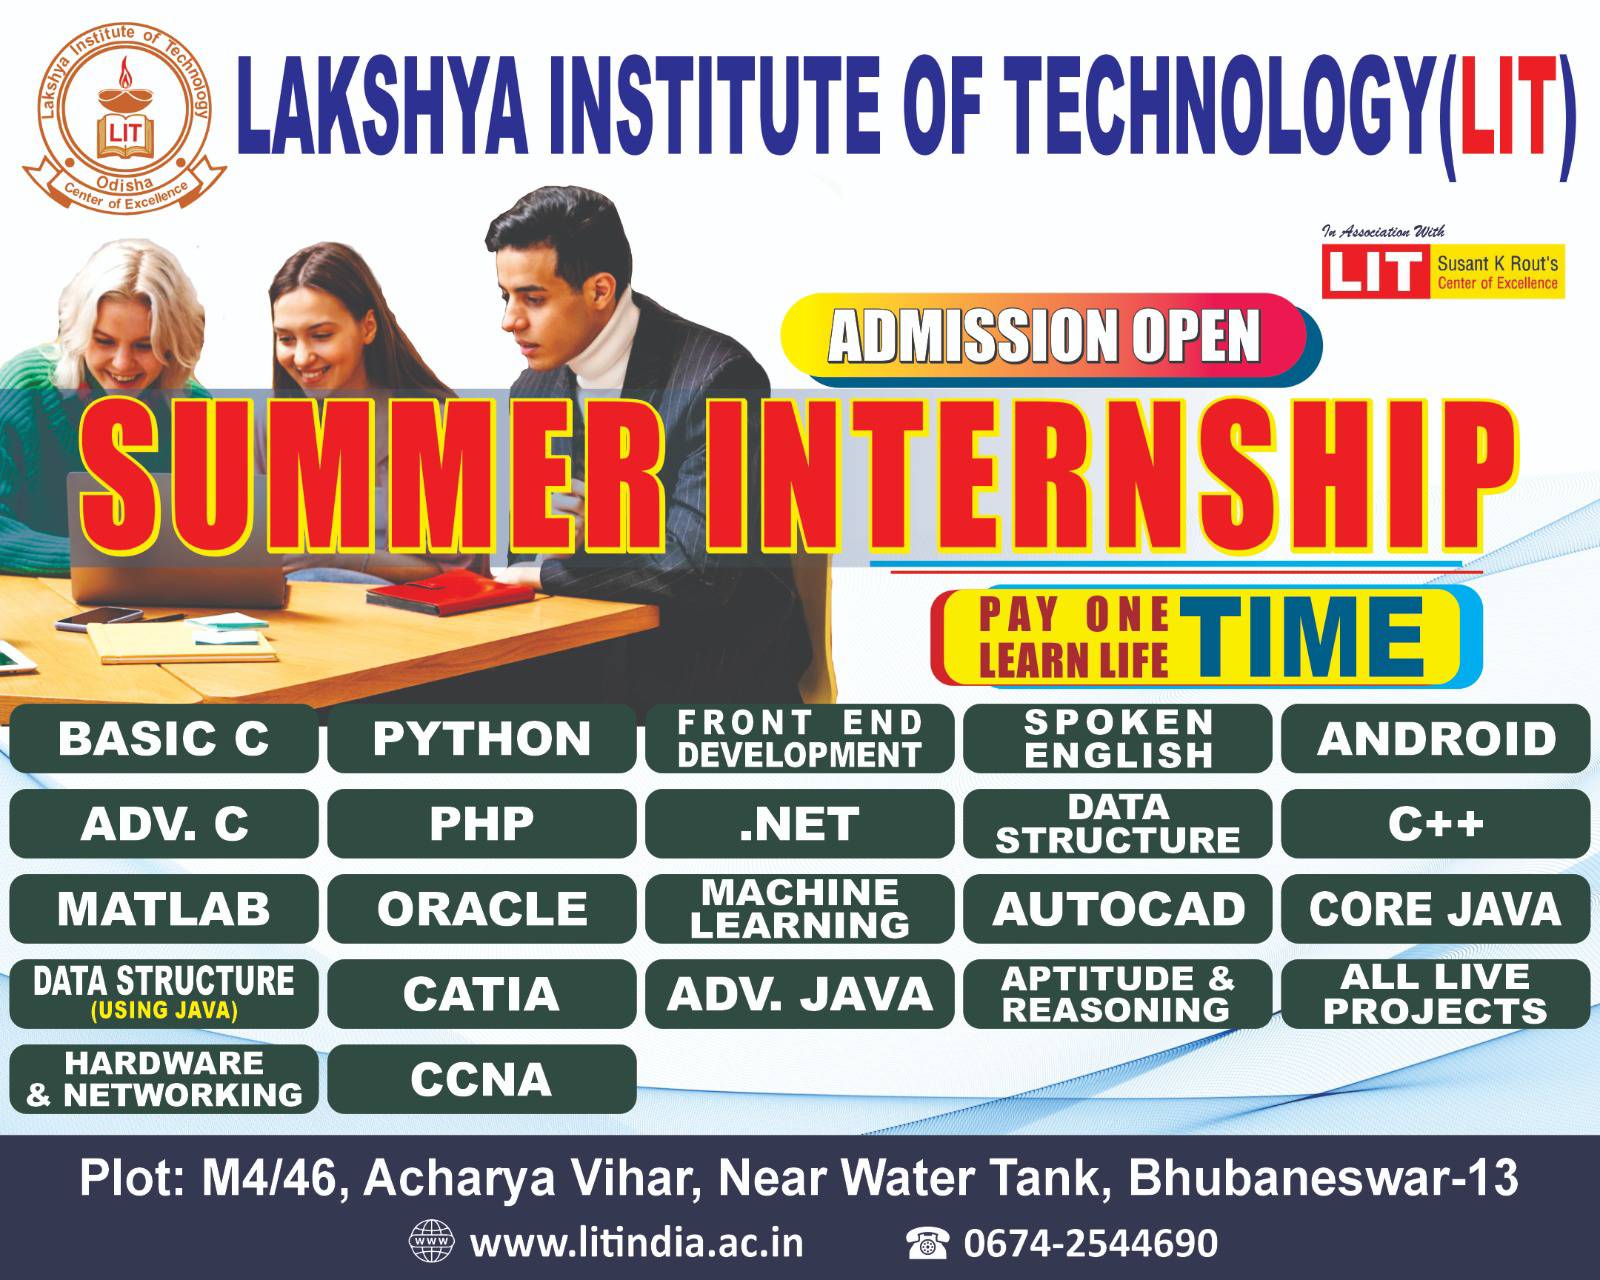 Lakshya Institute of Technology
LIT
Odisha
Center of Excellence
LAKSHYA INSTITUTE OF TECHNOLOGY(LIT)
In Association With
LIT Susant K Rout's
Center of Excellence
ADMISSION OPEN
SUMMER INTERNSHIP
PAY ONE
LEARN LIFE TIME
BASIC C
PYTHON
FRONT END
DEVELOPMENT
SPOKEN
ENGLISH
ANDROID
ADV. C
PHP
.NET
DATA
STRUCTURE
C++
MATLAB
ORACLE
MACHINE
LEARNING
AUTOCAD
CORE JAVA
DATA STRUCTURE
(USING JAVA)
CATIA
ADV. JAVA
APTITUDE &
REASONING
ALL LIVE
PROJECTS
HARDWARE
& NETWORKING
CCNA
Plot: M4/46, Acharya Vihar, Near Water Tank, Bhubaneswar-13
www www.litindia.ac.in 0674-2544690